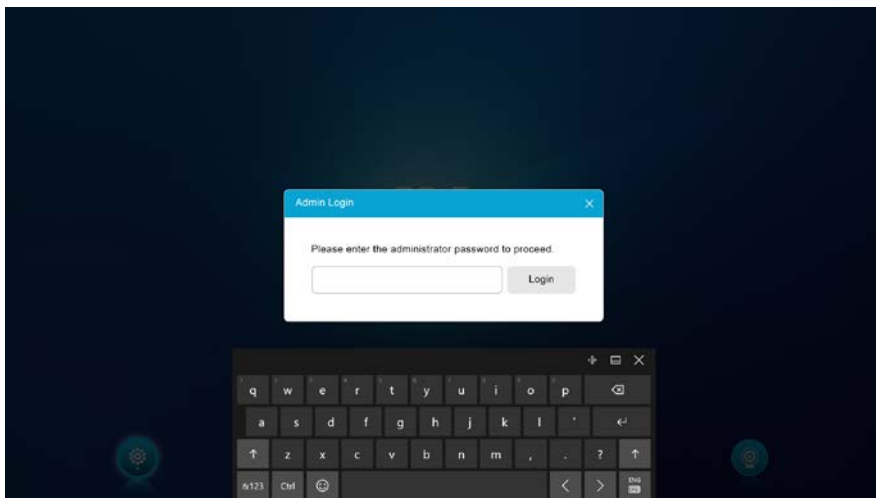 Admin Login
Please enter the administrator password to proceed.
Login
q w e r t y u i o p
a s d f g h j k l '
z x c v b n m , . ?
&123 Ctrl ENG